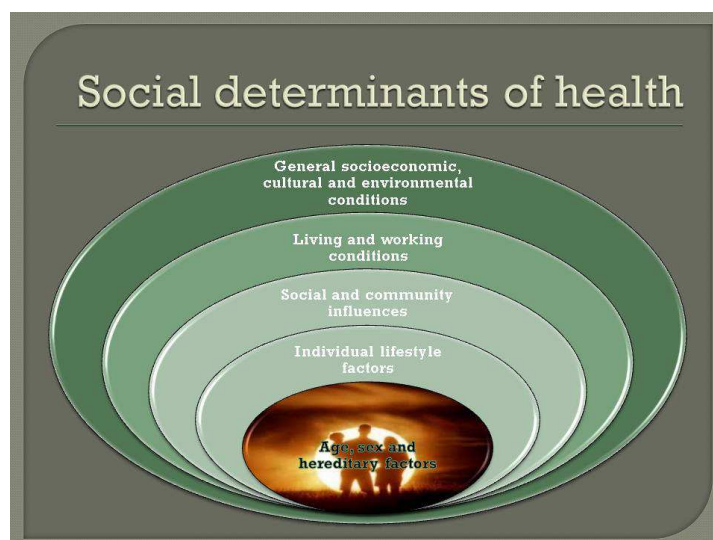 Social determinants of health
General socioeconomic,
cultural and environmental
conditions
Living and working
conditions
Social and community
influences
Individual lifestyle
factors
Age, sex and
hereditary factors